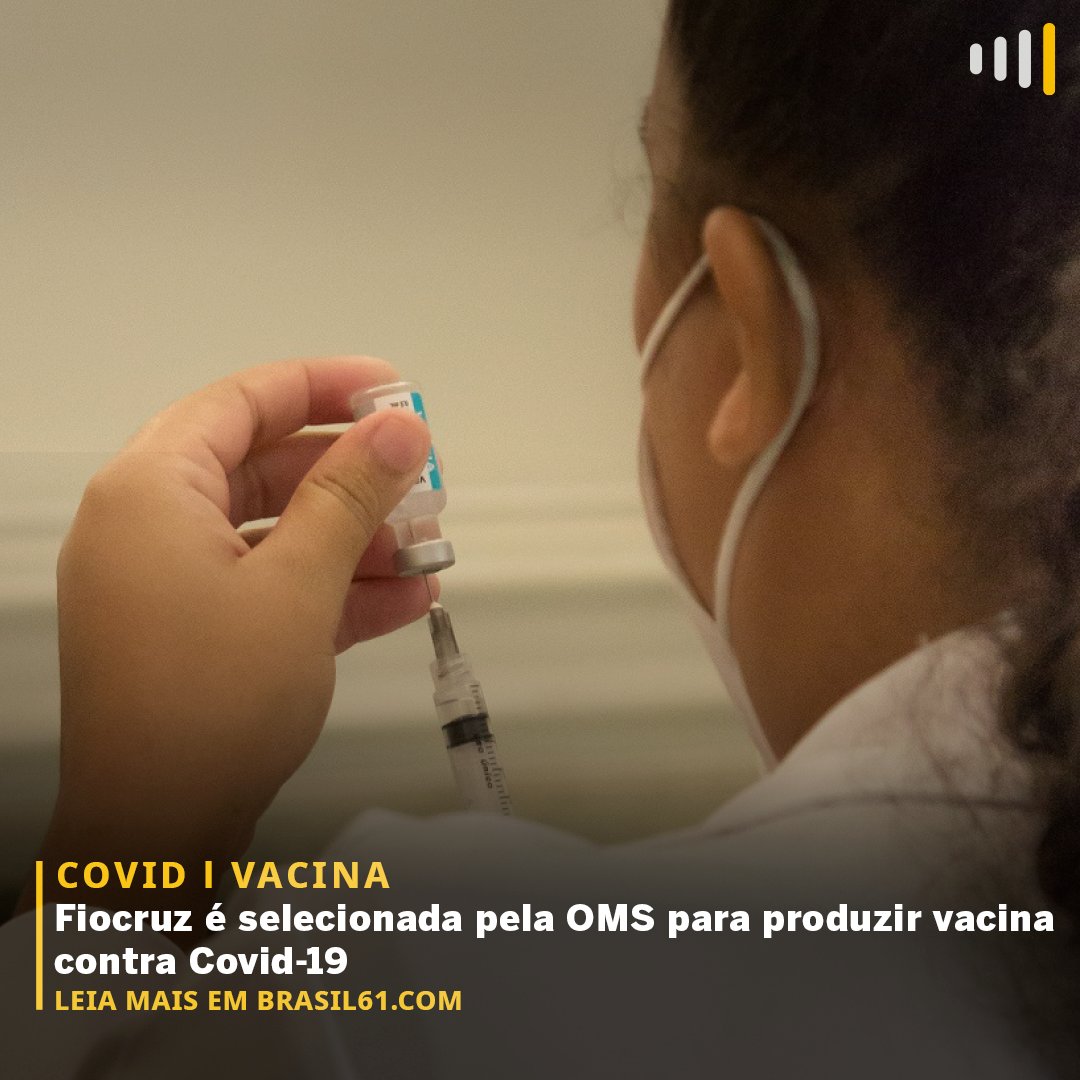 COVID | VACINA
Fiocruz é selecionada pela OMS para produzir vacina
contra Covid-19
LEIA MAIS EM BRASIL61.COM